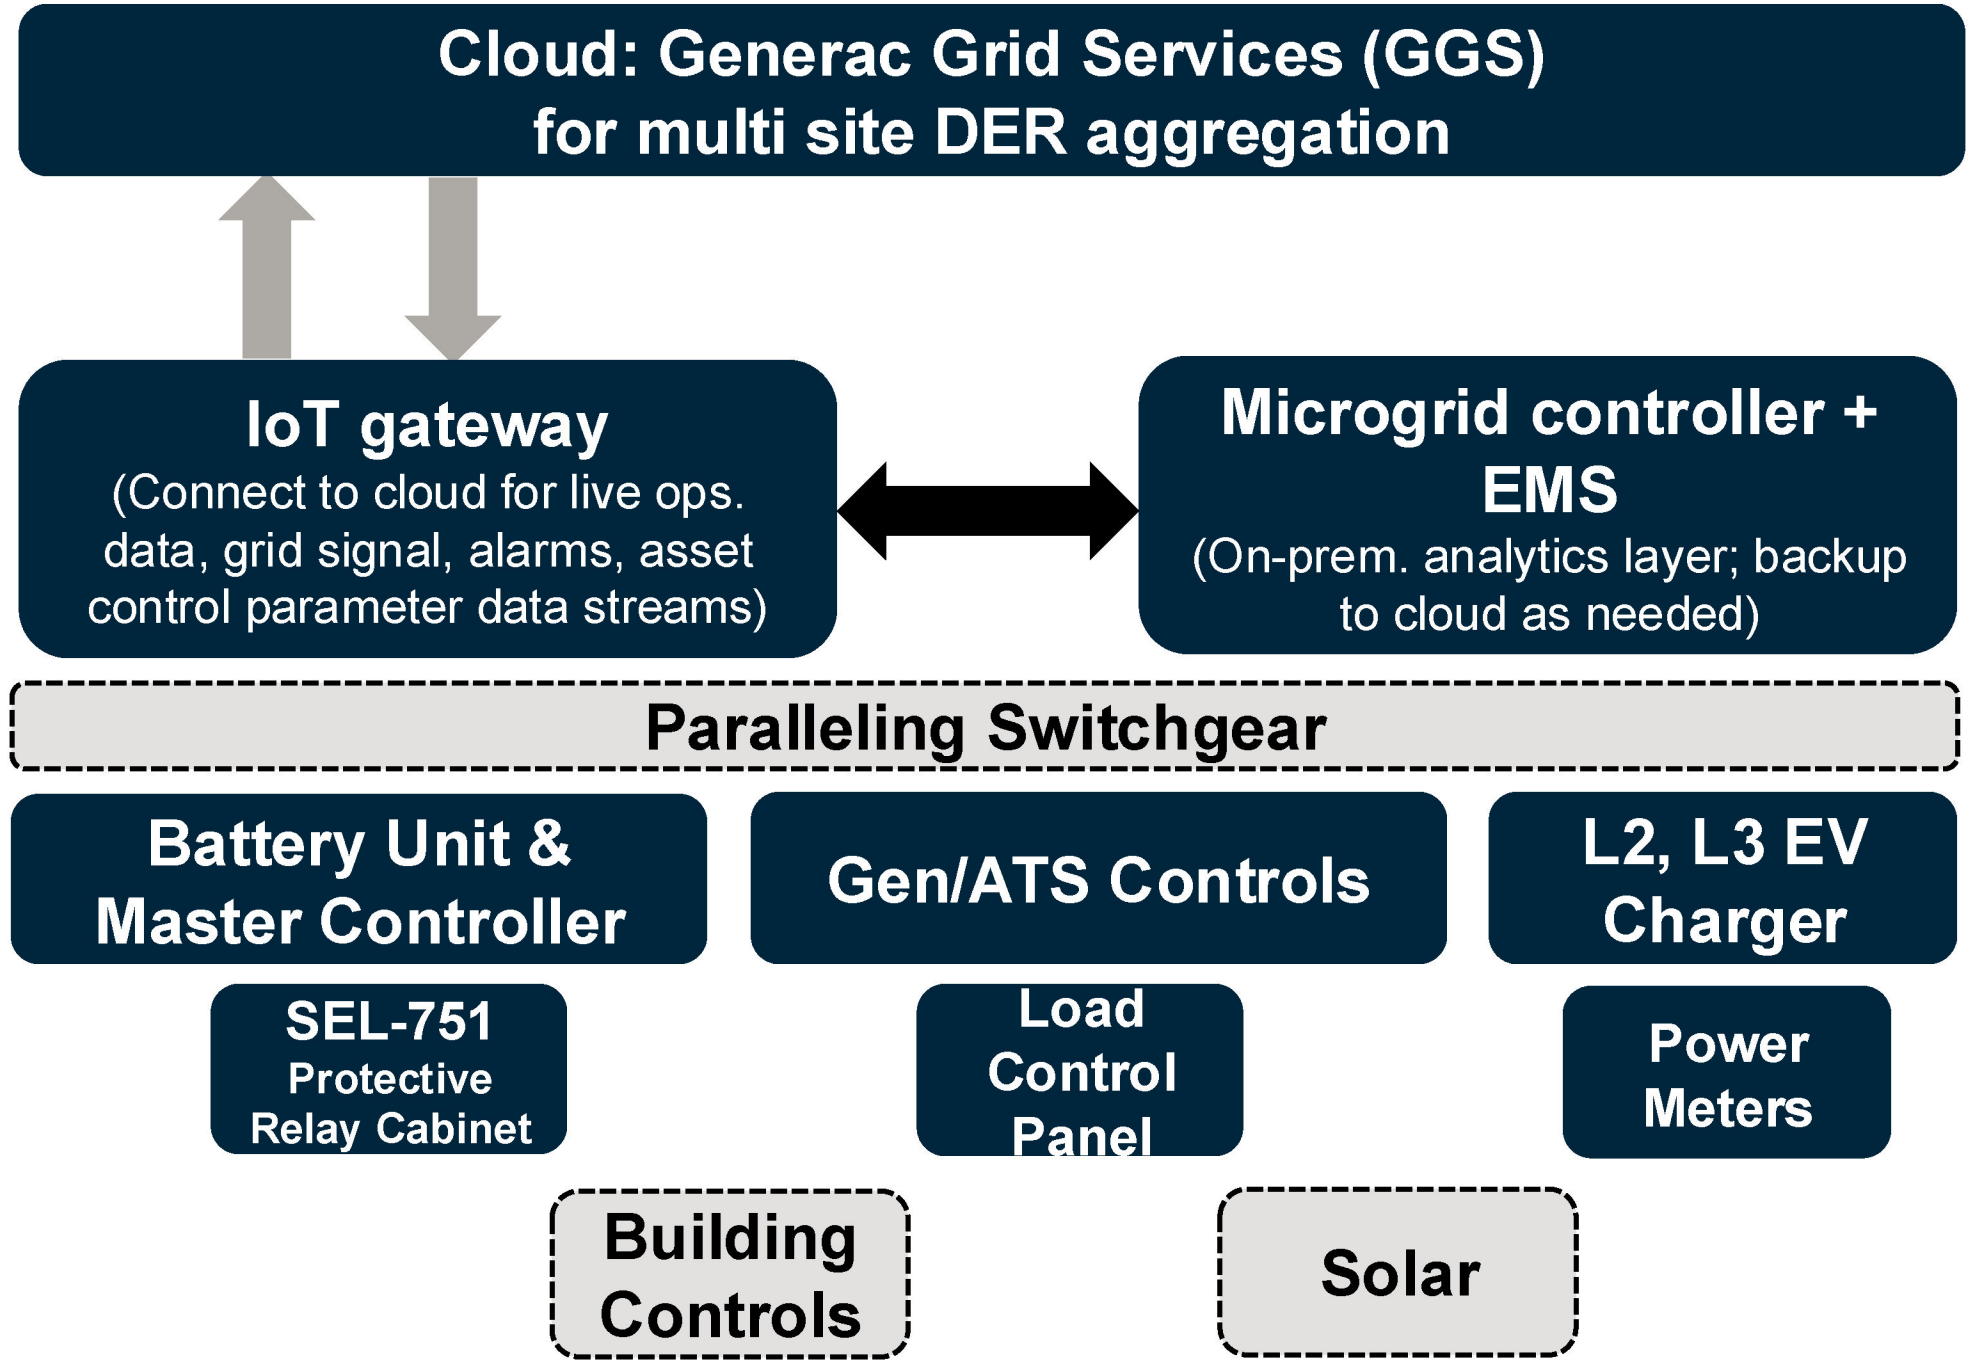 Cloud: Generac Grid Services (GGS)
for multi site DER aggregation
IoT gateway
(Connect to cloud for live ops.
data, grid signal, alarms, asset
control parameter data streams)
Microgrid controller +
EMS
(On-prem. analytics layer; backup
to cloud as needed)
Paralleling Switchgear
Battery Unit &
Master Controller
Gen/ATS Controls
L2, L3 EV
Charger
SEL-751
Protective
Relay Cabinet
Load
Control
Panel
Power
Meters
Building
Controls
Solar